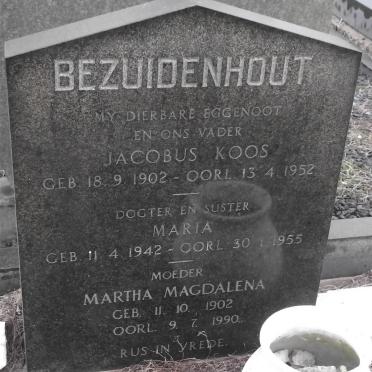 BEZUIDENHOUT
MY DIERBARE EGGENOOT
EN ONS VADER
JACOBUS KOOS
GEB. 18. 9. 1902 - OORL. 13. 4. 1952
DOGTER EN SUSTER
MARIA
GEB. 11. 4. 1942 - OORL. 30. 1. 1955
MOEDER
MARTHA MAGDALENA
GEB. 11. 10. 1902
OORL. 9. 7. 1990
RUS IN VREDE.